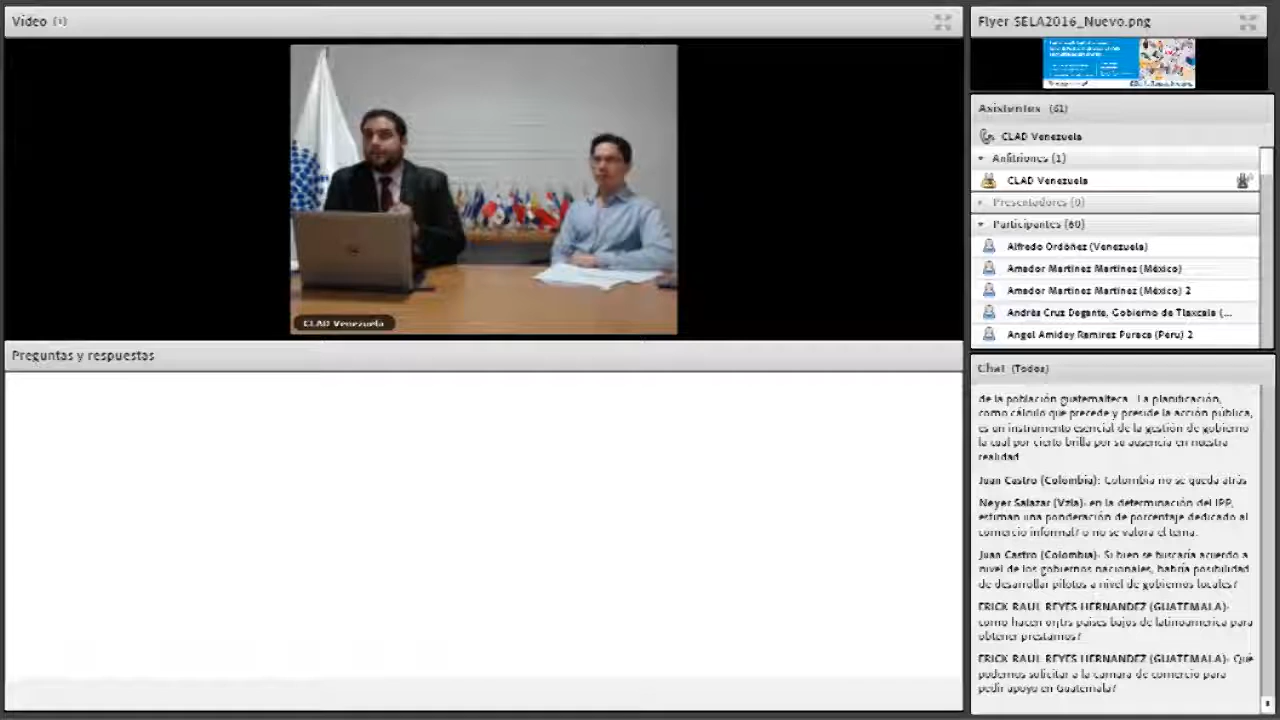 Video (1)
CLAD Venezuela
Preguntas y respuestas
Flyer SELA2016_Nuevo.png
Asistentes (61)
CLAD Venezuela
Anfitriones (1)
CLAD Venezuela
Presentadores (0)
Participantes (60)
Alfredo Ordóñez (Venezuela)
Amador Martínez Martínez (México)
Amador Martínez Martínez (México) 2
Andrés Cruz Degante, Gobierno de Tlaxcala (...
Angel Amidey Ramirez Puraca (Peru) 2
Chat (Todos)
de la población guatemalteca. La planificación,
como cálculo que precede y preside la acción pública,
es un instrumento esencial de la gestión de gobierno
la cual por cierto brilla por su ausencia en nuestra
realidad
Juan Castro (Colombia): Colombia no se queda atrás
Neyer Salazar (Vzla): en la determinación del IPP,
estiman una ponderación de porcentaje dedicado al
comercio informal? o no se valora el tema.
Juan Castro (Colombia): Si bien se buscaría acuerdo a
nivel de los gobiernos nacionales, habría posibilidad
de desarrollar pilotos a nivel de gobiernos locales?
ERICK RAUL REYES HERNANDEZ (GUATEMALA):
como hacen paises bajos de latinoamerica para
obtener prestamos?
ERICK RAUL REYES HERNANDEZ (GUATEMALA): Qué
podemos solicitar a la camara de comercio para
pedir apoyo en Guatemala?